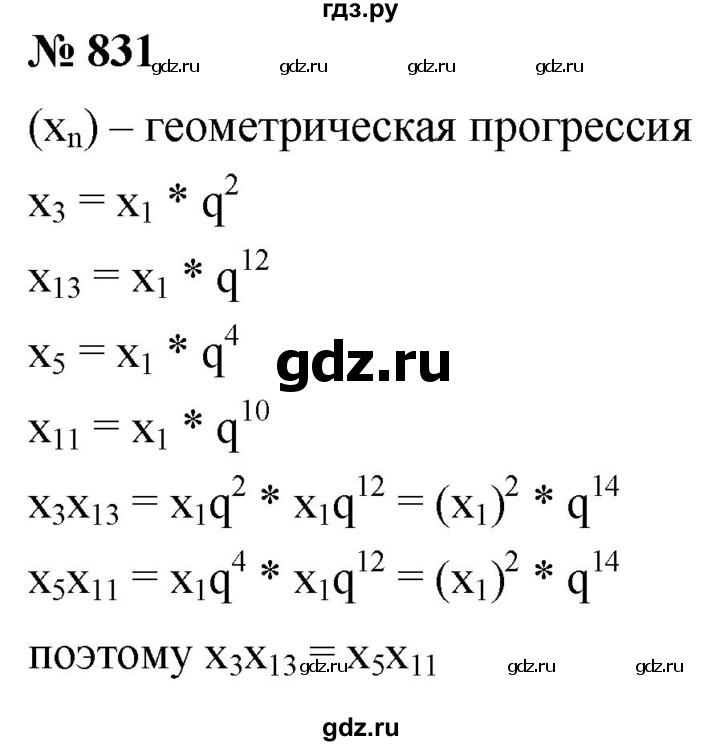 гдз.ру
№ 831
gdz.ru gdz.ru gdz.ru gdz.ru
(xₙ) – геометрическая прогрессия
x₃ = x₁ * q²
x₁₃ = x₁ * q¹²
x₅ = x₁ * q⁴
gdz.ru
x₁₁ = x₁ * q¹⁰
x₃x₁₃ = x₁q² * x₁q¹² = (x₁)² * q¹⁴
x₅x₁₁ = x₁q⁴ * x₁q¹² = (x₁)² * q¹⁴
поэтому x₃x₁₃ = x₅x₁₁
gdz.ru gdz.ru gdz.ru
gdz.ru